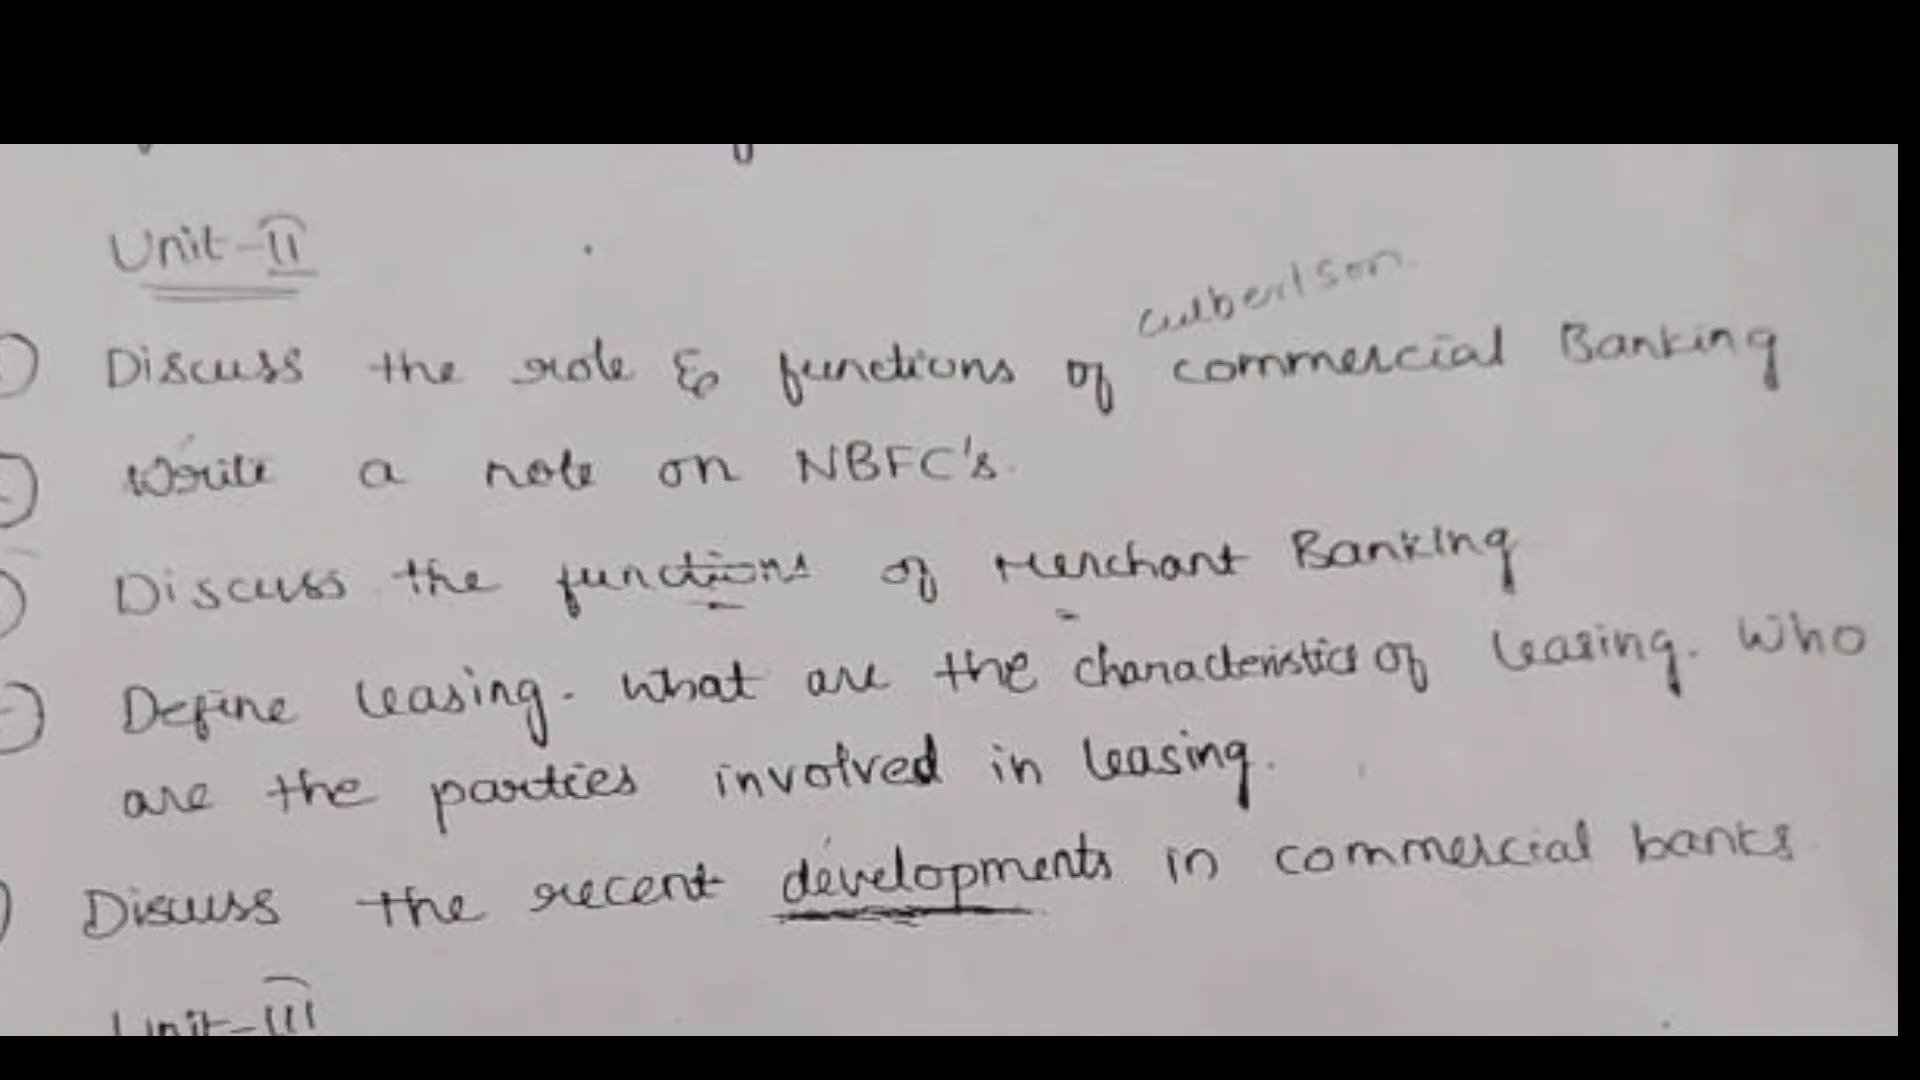 Unit-II
Culbertson
Discuss the role & functions of commercial Banking
Write a note on NBFC's.
Discuss the functions of Merchant Banking
Define leasing. What are the characteristics of leasing. Who
are the parties involved in leasing.
Discuss the recent developments in commercial banks
Unit-III